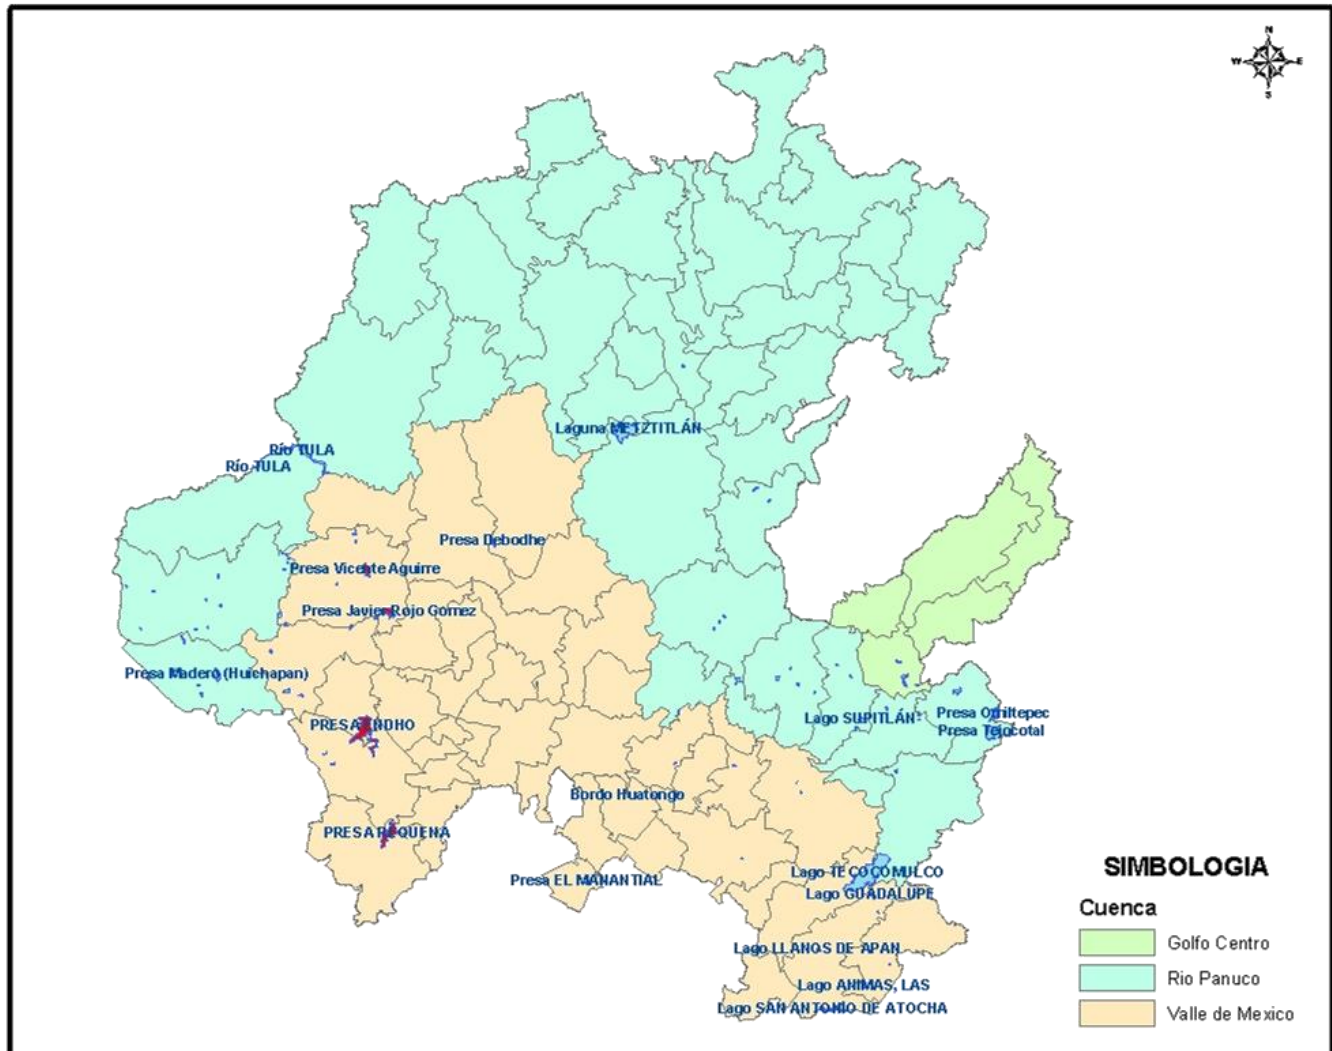 N
W E
S
Laguna METZTITLÁN
Río TULA
Río TULA
Presa Debodhe
Presa Vicente Aguirre
Presa Javier Rojo Gomez
Presa Madero (Huichapan)
PRESA ENDHO
Lago SUPITLÁN
Presa Omiltepec
Presa Tejocotal
Bordo Huatongo
PRESA REQUENA
Presa EL MANANTIAL
Lago TECOCOMULCO
Lago GUADALUPE
Lago LLANOS DE APAN
Lago ANIMAS, LAS
Lago SAN ANTONIO DE ATOCHA
SIMBOLOGIA
Cuenca
Golfo Centro
Rio Panuco
Valle de Mexico